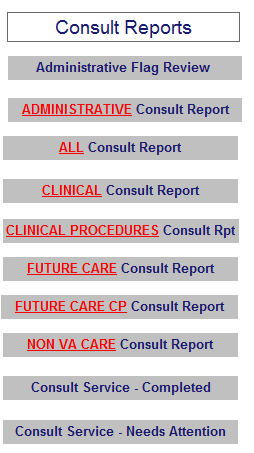 Consult Reports
Administrative Flag Review
ADMINISTRATIVE Consult Report
ALL Consult Report
CLINICAL Consult Report
CLINICAL PROCEDURES Consult Rpt
FUTURE CARE Consult Report
FUTURE CARE CP Consult Report
NON VA CARE Consult Report
Consult Service - Completed
Consult Service - Needs Attention